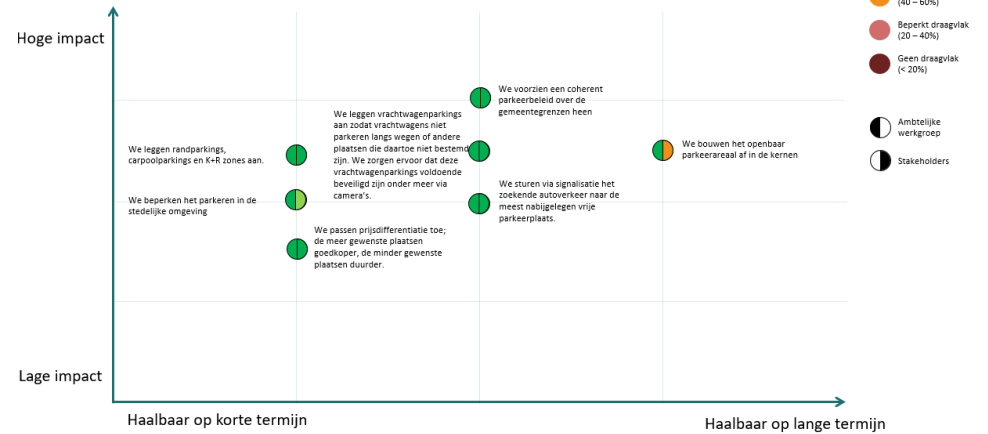 (40 – 60%)
Beperkt draagvlak
(20 – 40%)
Geen draagvlak
(< 20%)
Ambtelijke
werkgroep
Stakeholders
Hoge impact
We voorzien een coherent
parkeerbeleid over de
gemeentegrenzen heen
We leggen vrachtwagenparkings
aan zodat vrachtwagens niet
parkeren langs wegen of andere
plaatsen die daartoe niet bestemd
zijn. We zorgen ervoor dat deze
vrachtwagenparkings voldoende
beveiligd zijn onder meer via
camera's.
We leggen randparkings,
carpoolparkings en K+R zones aan.
We bouwen het openbaar
parkeerareaal af in de kernen
We beperken het parkeren in de
stedelijke omgeving
We sturen via signalisatie het
zoekende autoverkeer naar de
meest nabijgelegen vrije
parkeerplaats.
We passen prijsdifferentiatie toe;
de meer gewenste plaatsen
goedkoper, de minder gewenste
plaatsen duurder.
Lage impact
Haalbaar op korte termijn
Haalbaar op lange termijn